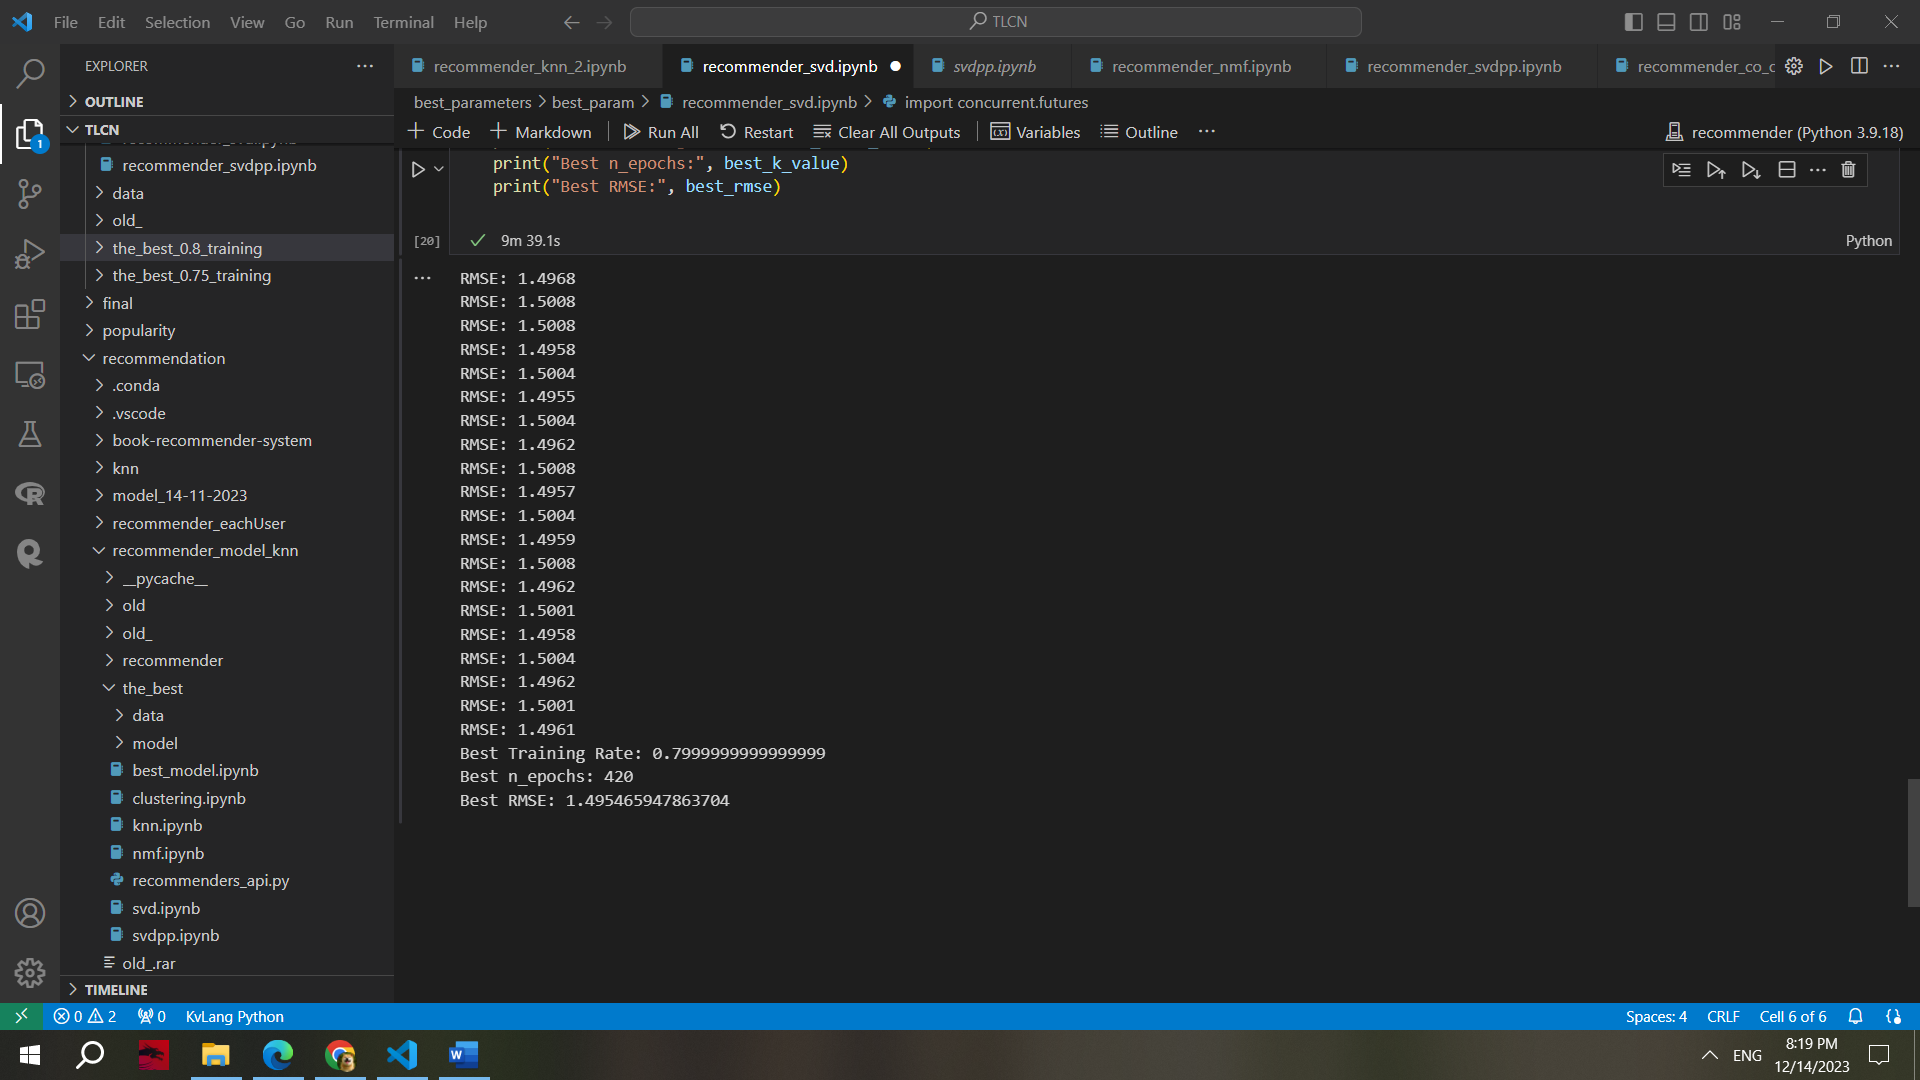 File Edit Selection View Go Run Terminal Help
TLCN
EXPLORER
OUTLINE
TLCN
recommender_svdpp.ipynb
data
old_
the_best_0.8_training
the_best_0.75_training
final
popularity
recommendation
.conda
.vscode
book-recommender-system
knn
model_14-11-2023
recommender_eachUser
recommender_model_knn
__pycache__
old
old_
recommender
the_best
data
model
best_model.ipynb
clustering.ipynb
knn.ipynb
nmf.ipynb
recommenders_api.py
svd.ipynb
svdpp.ipynb
old_.rar
TIMELINE
recommender_knn_2.ipynb recommender_svd.ipynb svdpp.ipynb recommender_nmf.ipynb recommender_svdpp.ipynb recommender_co_c
best_parameters > best_param > recommender_svd.ipynb > import concurrent.futures
Code Markdown Run All Restart Clear All Outputs Variables Outline recommender (Python 3.9.18)
print("Best n_epochs:", best_k_value)
print("Best RMSE:", best_rmse)
[20] 9m 39.1s Python
RMSE: 1.4968
RMSE: 1.5008
RMSE: 1.5008
RMSE: 1.4958
RMSE: 1.5004
RMSE: 1.4955
RMSE: 1.5004
RMSE: 1.4962
RMSE: 1.5008
RMSE: 1.4957
RMSE: 1.5004
RMSE: 1.4959
RMSE: 1.5008
RMSE: 1.4962
RMSE: 1.5001
RMSE: 1.4958
RMSE: 1.5004
RMSE: 1.4962
RMSE: 1.5001
RMSE: 1.4961
Best Training Rate: 0.7999999999999999
Best n_epochs: 420
Best RMSE: 1.495465947863704
0 2 0 KvLang Python Spaces: 4 CRLF Cell 6 of 6
ENG 8:19 PM
12/14/2023